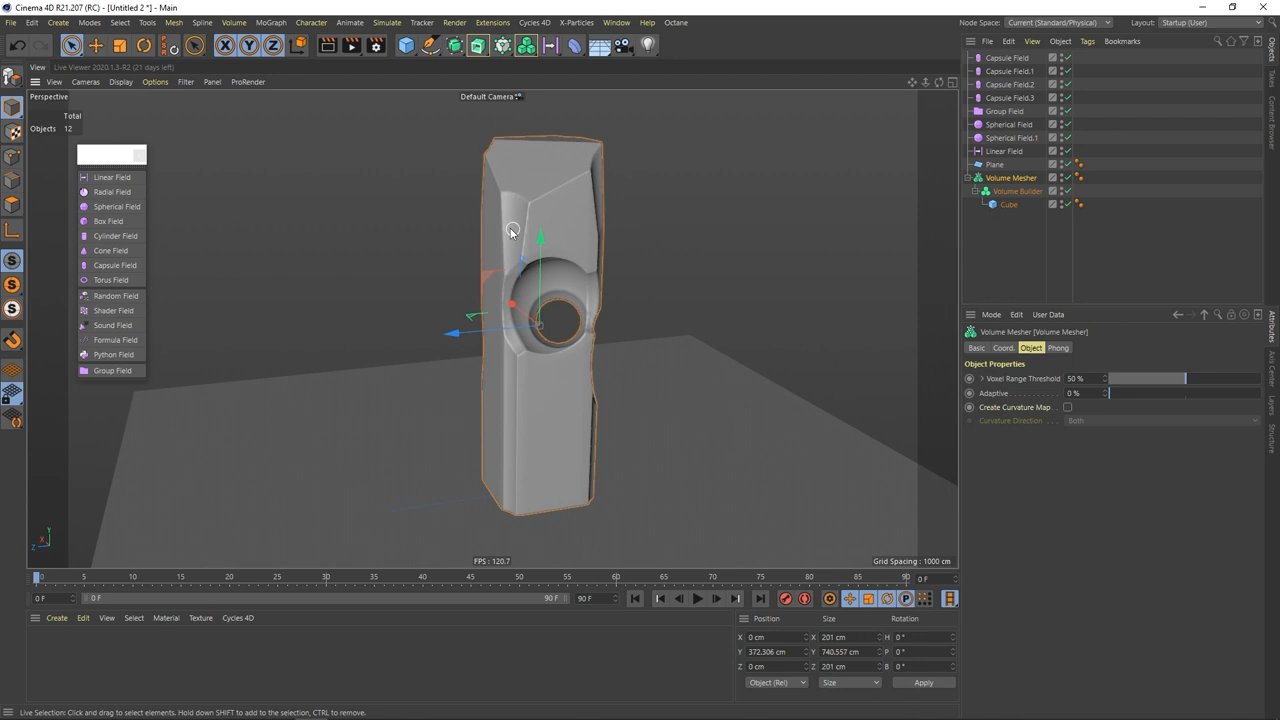 Cinema 4D R21.207 (RC) - [Untitled 2 *] - Main
File Edit Create Modes Select Tools Mesh Spline Volume MoGraph Character Animate Simulate Tracker Render Extensions Cycles 4D X-Particles Window Help Octane
Node Space: Current (Standard/Physical) Layout: Startup (User)
X Y Z
File Edit View Object Tags Bookmarks
View Live Viewer 2020.1.3-R2 (21 days left)
View Cameras Display Options Filter Panel ProRender
Perspective
Default Camera
Total
Objects 12
Linear Field
Radial Field
Spherical Field
Box Field
Cylinder Field
Cone Field
Capsule Field
Torus Field
Random Field
Shader Field
Sound Field
Formula Field
Python Field
Group Field
Capsule Field
Capsule Field.1
Capsule Field.2
Capsule Field.3
Group Field
Spherical Field
Spherical Field.1
Linear Field
Plane
Volume Mesher
Volume Builder
Cube
Objects
Takes
Content Browser
Mode Edit User Data
Volume Mesher [Volume Mesher]
Basic Coord. Object Phong
Object Properties
Voxel Range Threshold 50 %
Adaptive 0 %
Create Curvature Map
Curvature Direction Both
Attributes
Axis Center
Layers
Structure
S
S
S
Y
X
Z
FPS : 120.7
Grid Spacing : 1000 cm
0 5 10 15 20 25 30 35 40 45 50 55 60 65 70 75 80 85 90 0 F
0 F 0 F 90 F 90 F
P
Create Edit View Select Material Texture Cycles 4D
Position Size Rotation
X 0 cm X 201 cm H 0 °
Y 372.306 cm Y 740.557 cm P 0 °
Z 0 cm Z 201 cm B 0 °
Object (Rel) Size Apply
Live Selection: Click and drag to select elements. Hold down SHIFT to add to the selection, CTRL to remove.